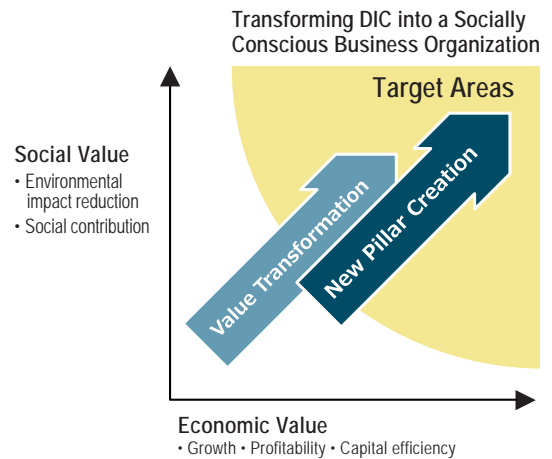 Transforming DIC into a Socially
Conscious Business Organization
Target Areas
Social Value
• Environmental
impact reduction
• Social contribution
Value Transformation
New Pillar Creation
Economic Value
• Growth • Profitability • Capital efficiency